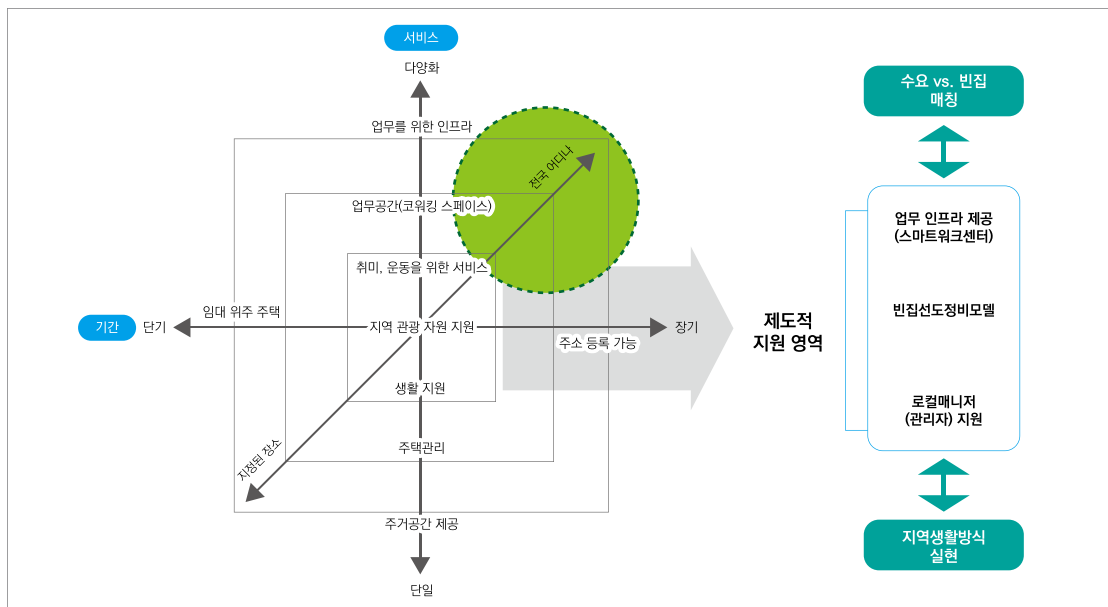 서비스
다양화
업무를 위한 인프라
전국 어디나
업무공간(코워킹 스페이스)
취미, 운동을 위한 서비스
임대 위주 주택
기간
단기
지역 관광 자원 지원
장기
주소 등록 가능
생활 지원
지정된 장소
주택관리
주거공간 제공
단일
제도적
지원 영역
수요 vs. 빈집
매칭
업무 인프라 제공
(스마트워크센터)
빈집선도정비모델
로컬매니저
(관리자) 지원
지역생활방식
실현